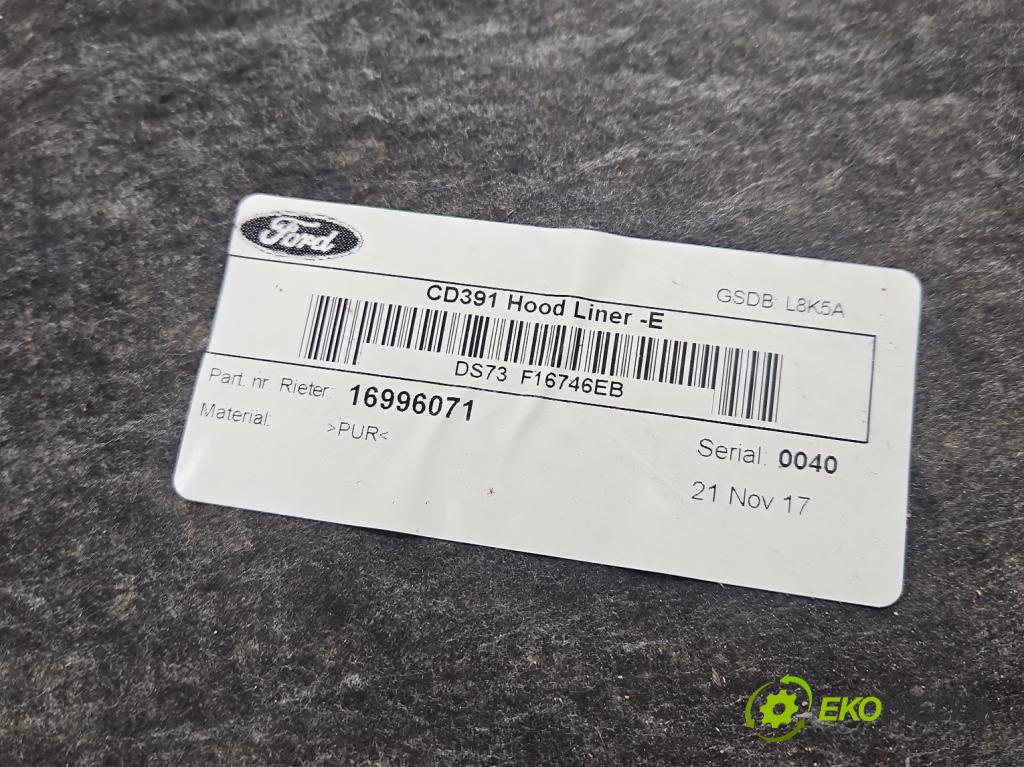 Ford
GSDB: L8K5A
CD391 Hood Liner -E
DS73 F16746EB
Part. nr. Rieter: 16996071
Material: >PUR<
Serial: 0040
21 Nov 17
EKO